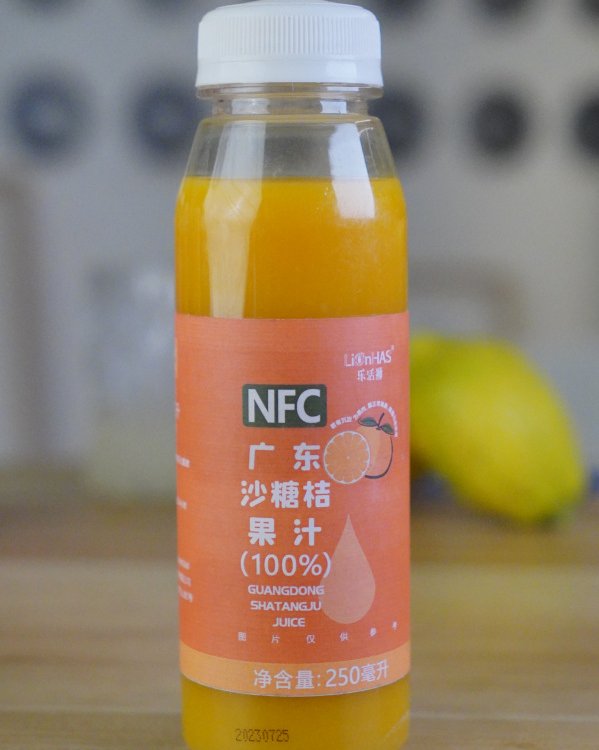 LiOnHAS®
乐活狮
NFC
广东
沙糖桔
果汁
(100%)
GUANGDONG
SHATANGJU
JUICE
图片仅供参考
净含量:250毫升
20230725